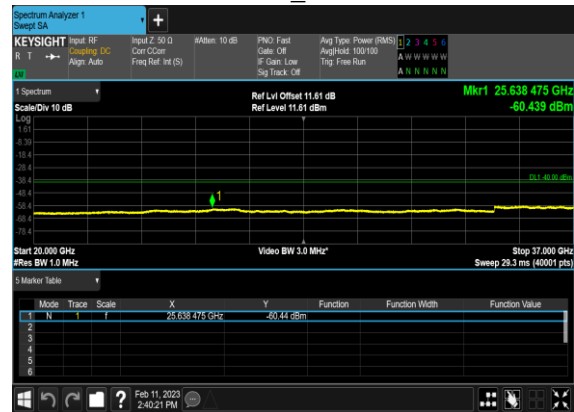 Spectrum Analyzer 1
Swept SA
KEYSIGHT Input: RF Input Z: 50 Ω #Atten: 10 dB PNO: Fast Avg Type: Power (RMS) 1 2 3 4 5 6
R T Coupling: DC Corr CCorr Gate: Off Avg|Hold: 100/100 A W W W W W
Align: Auto Freq Ref: Int (S) IF Gain: Low Trig: Free Run
Sig Track: Off A N N N N N
LXI
1 Spectrum Ref Lvl Offset 11.61 dB Mkr1 25.638 475 GHz
Scale/Div 10 dB Ref Level 11.61 dBm -60.439 dBm
Log
1.61
-8.39
-18.4
-28.4
-38.4 DL1 -40.00 dBm
-48.4 1
-58.4
-68.4
-78.4
Start 20.000 GHz Video BW 3.0 MHz* Stop 37.000 GHz
#Res BW 1.0 MHz Sweep 29.3 ms (40001 pts)
5 Marker Table
Mode Trace Scale X Y Function Function Width Function Value
1 N 1 f 25.638 475 GHz -60.44 dBm
2
3
4
5
6
? Feb 11, 2023
2:40:21 PM